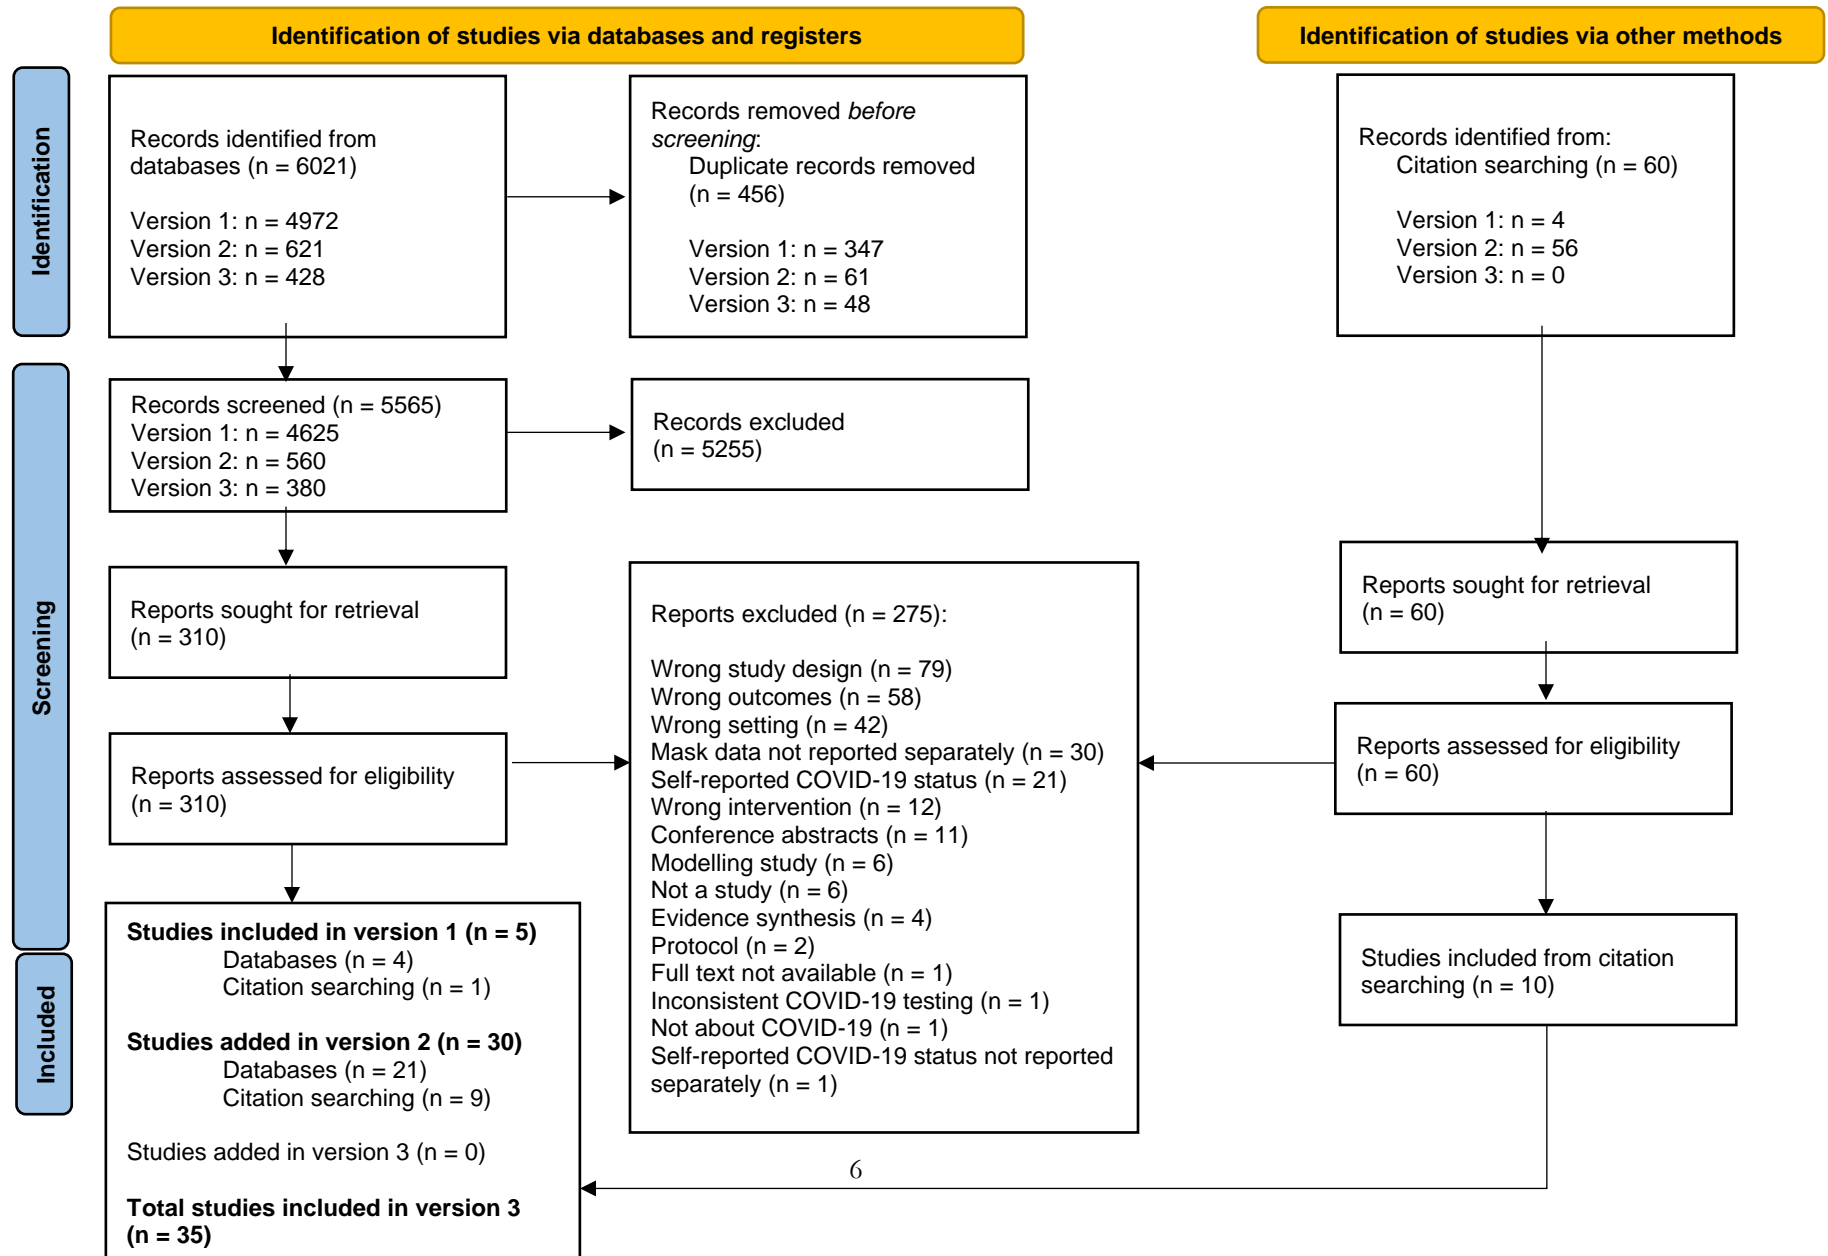 Identification of studies via databases and registers
Identification of studies via other methods
Identification
Records identified from
databases (n = 6021)
Version 1: n = 4972
Version 2: n = 621
Version 3: n = 428
Records removed before
screening:
Duplicate records removed
(n = 456)
Version 1: n = 347
Version 2: n = 61
Version 3: n = 48
Records identified from:
Citation searching (n = 60)
Version 1: n = 4
Version 2: n = 56
Version 3: n = 0
Screening
Records screened (n = 5565)
Version 1: n = 4625
Version 2: n = 560
Version 3: n = 380
Records excluded
(n = 5255)
Reports sought for retrieval
(n = 310)
Reports sought for retrieval
(n = 60)
Reports assessed for eligibility
(n = 310)
Reports excluded (n = 275):
Wrong study design (n = 79)
Wrong outcomes (n = 58)
Wrong setting (n = 42)
Mask data not reported separately (n = 30)
Self-reported COVID-19 status (n = 21)
Wrong intervention (n = 12)
Conference abstracts (n = 11)
Modelling study (n = 6)
Not a study (n = 6)
Evidence synthesis (n = 4)
Protocol (n = 2)
Full text not available (n = 1)
Inconsistent COVID-19 testing (n = 1)
Not about COVID-19 (n = 1)
Self-reported COVID-19 status not reported
separately (n = 1)
Reports assessed for eligibility
(n = 60)
Included
Studies included in version 1 (n = 5)
Databases (n = 4)
Citation searching (n = 1)
Studies added in version 2 (n = 30)
Databases (n = 21)
Citation searching (n = 9)
Studies added in version 3 (n = 0)
Total studies included in version 3
(n = 35)
Studies included from citation
searching (n = 10)
6